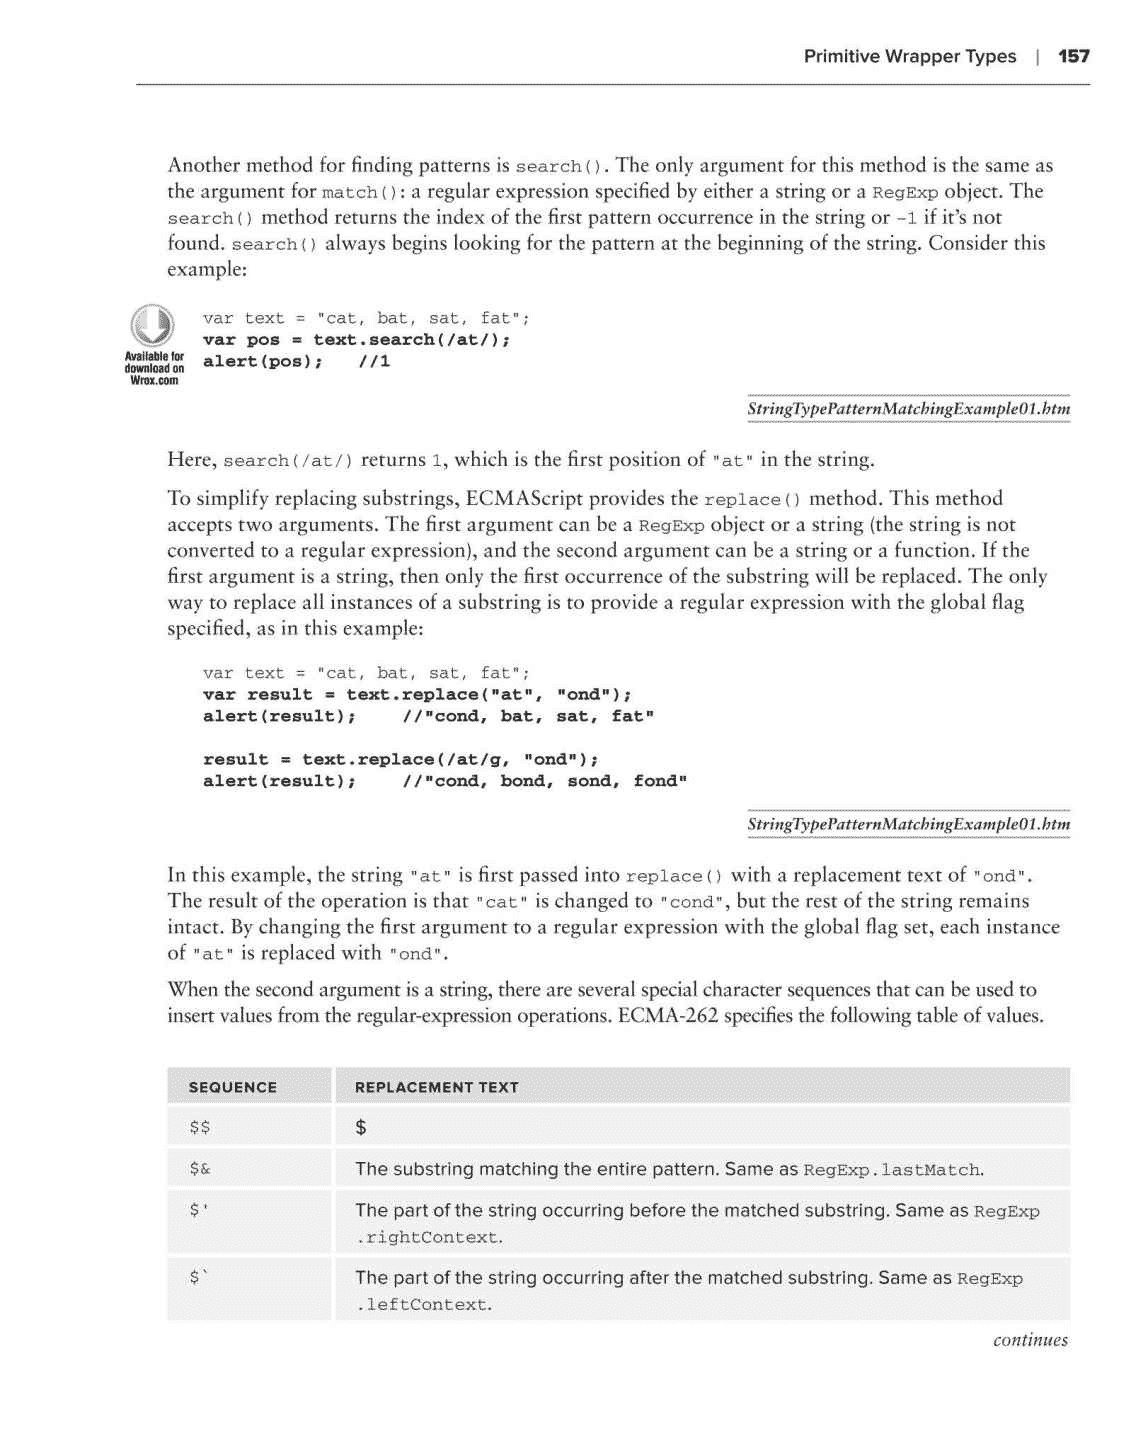 Primitive Wrapper Types | 157
Another method for finding patterns is search(). The only argument for this method is the same as
the argument for match(): a regular expression specified by either a string or a RegExp object. The
search() method returns the index of the first pattern occurrence in the string or –1 if it's not
found. search() always begins looking for the pattern at the beginning of the string. Consider this
example:
var text = "cat, bat, sat, fat";
var pos = text.search(/at/);
alert(pos);   //1
Available for
download on
Wrox.com
StringTypePatternMatchingExample01.htm
Here, search(/at/) returns 1, which is the first position of "at" in the string.
To simplify replacing substrings, ECMAScript provides the replace() method. This method
accepts two arguments. The first argument can be a RegExp object or a string (the string is not
converted to a regular expression), and the second argument can be a string or a function. If the
first argument is a string, then only the first occurrence of the substring will be replaced. The only
way to replace all instances of a substring is to provide a regular expression with the global flag
specified, as in this example:
var text = "cat, bat, sat, fat";
var result = text.replace("at", "ond");
alert(result);    //"cond, bat, sat, fat"
result = text.replace(/at/g, "ond");
alert(result);    //"cond, bond, sond, fond"
StringTypePatternMatchingExample01.htm
In this example, the string "at" is first passed into replace() with a replacement text of "ond".
The result of the operation is that "cat" is changed to "cond", but the rest of the string remains
intact. By changing the first argument to a regular expression with the global flag set, each instance
of "at" is replaced with "ond".
When the second argument is a string, there are several special character sequences that can be used to
insert values from the regular-expression operations. ECMA-262 specifies the following table of values.
SEQUENCE REPLACEMENT TEXT
$$ $
$& The substring matching the entire pattern. Same as RegExp.lastMatch.
$' The part of the string occurring before the matched substring. Same as RegExp
.rightContext.
$` The part of the string occurring after the matched substring. Same as RegExp
.leftContext.
continues